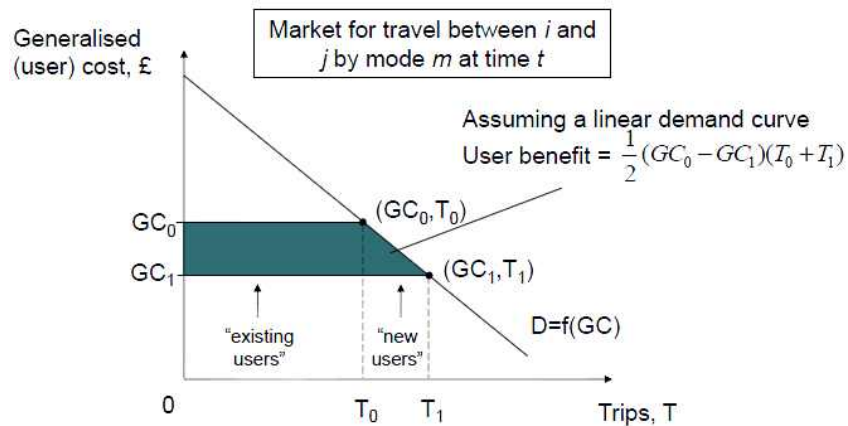 Generalised
(user) cost, £
Market for travel between i and
j by mode m at time t
Assuming a linear demand curve
User benefit = 1/2 (GC₀ – GC₁)(T₀ + T₁)
GC₀
(GC₀,T₀)
GC₁
(GC₁,T₁)
D=f(GC)
“existing
users”
“new
users”
0
T₀
T₁
Trips, T